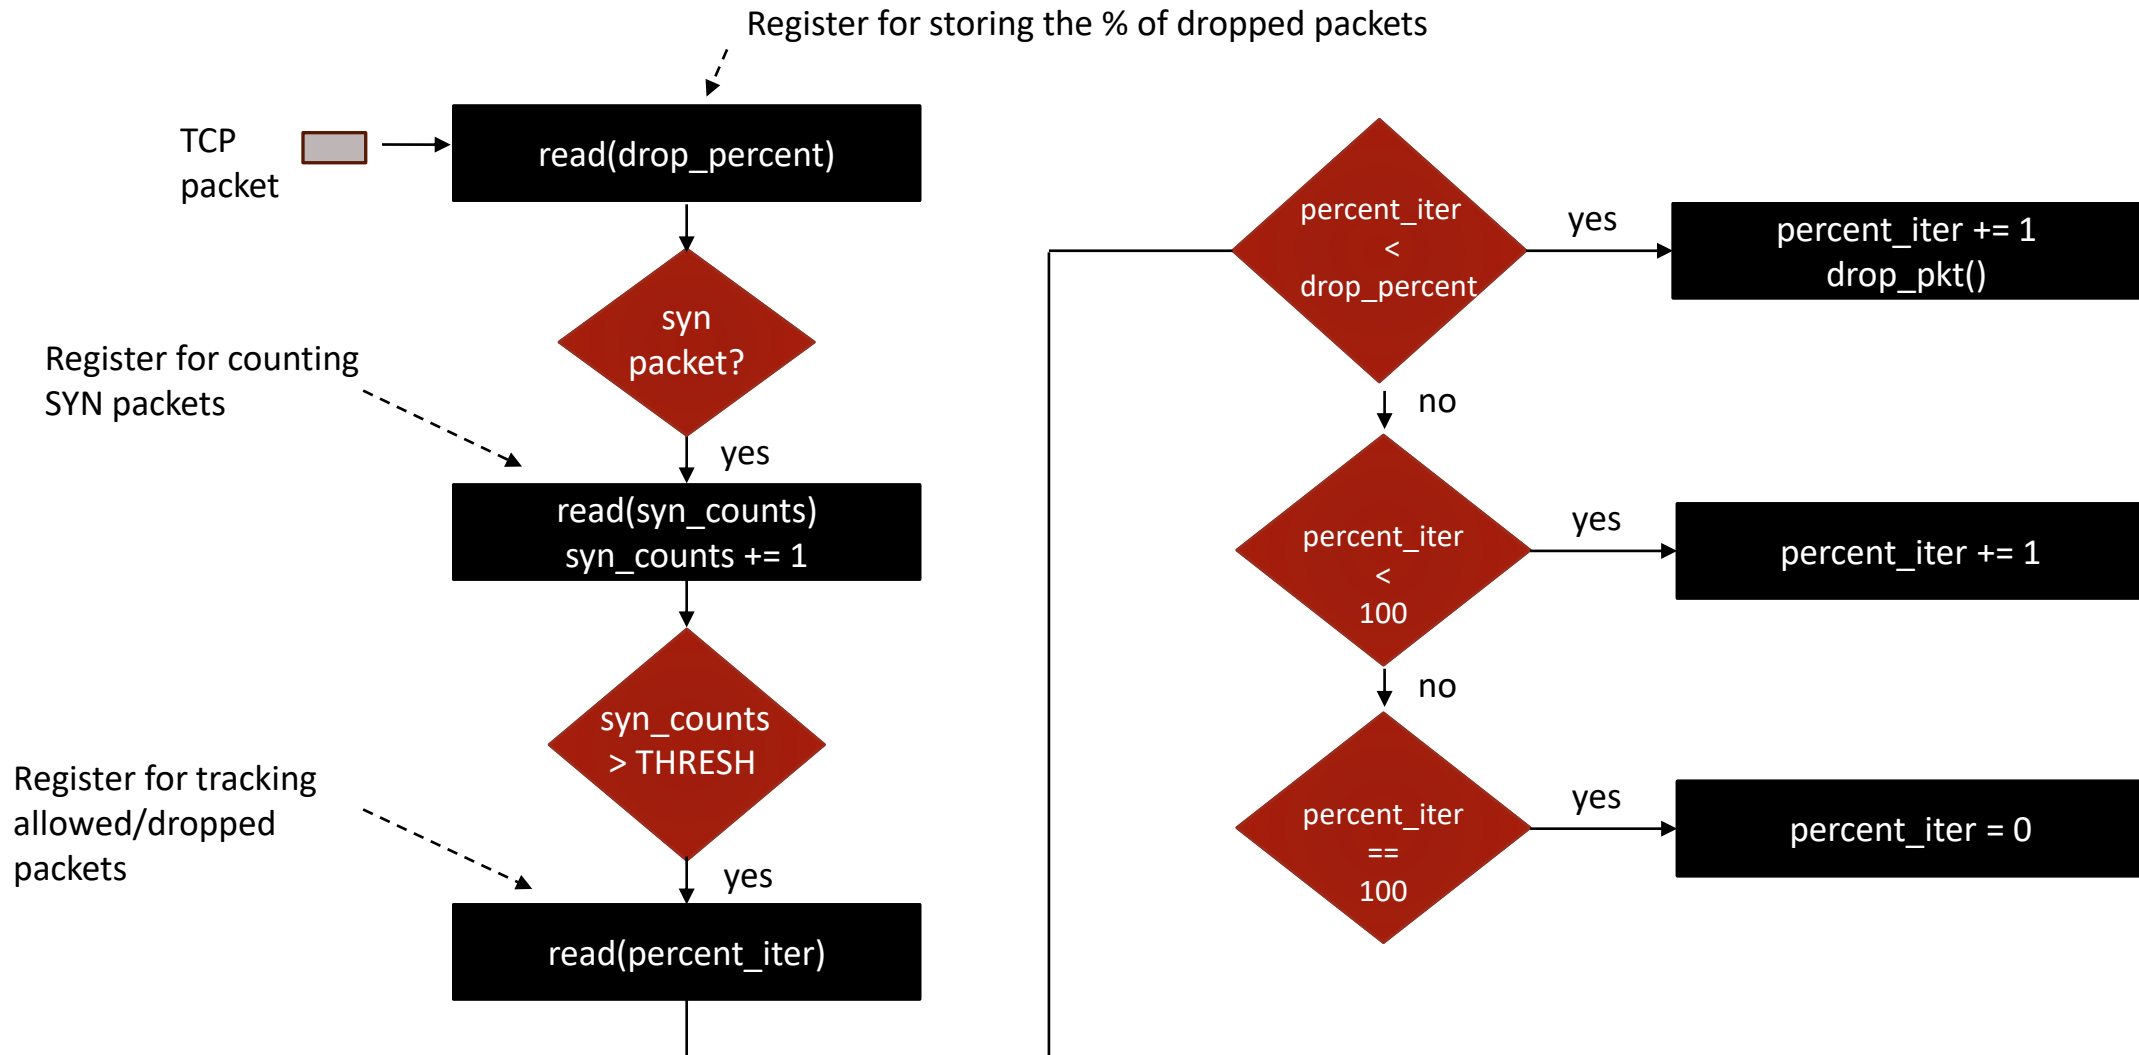 Register for storing the % of dropped packets
TCP
packet
read(drop_percent)
syn
packet?
Register for counting
SYN packets
yes
read(syn_counts)
syn_counts += 1
syn_counts
> THRESH
Register for tracking
allowed/dropped
packets
yes
read(percent_iter)
percent_iter
<
drop_percent
yes
percent_iter += 1
drop_pkt()
no
percent_iter
<
100
yes
percent_iter += 1
no
percent_iter
==
100
yes
percent_iter = 0